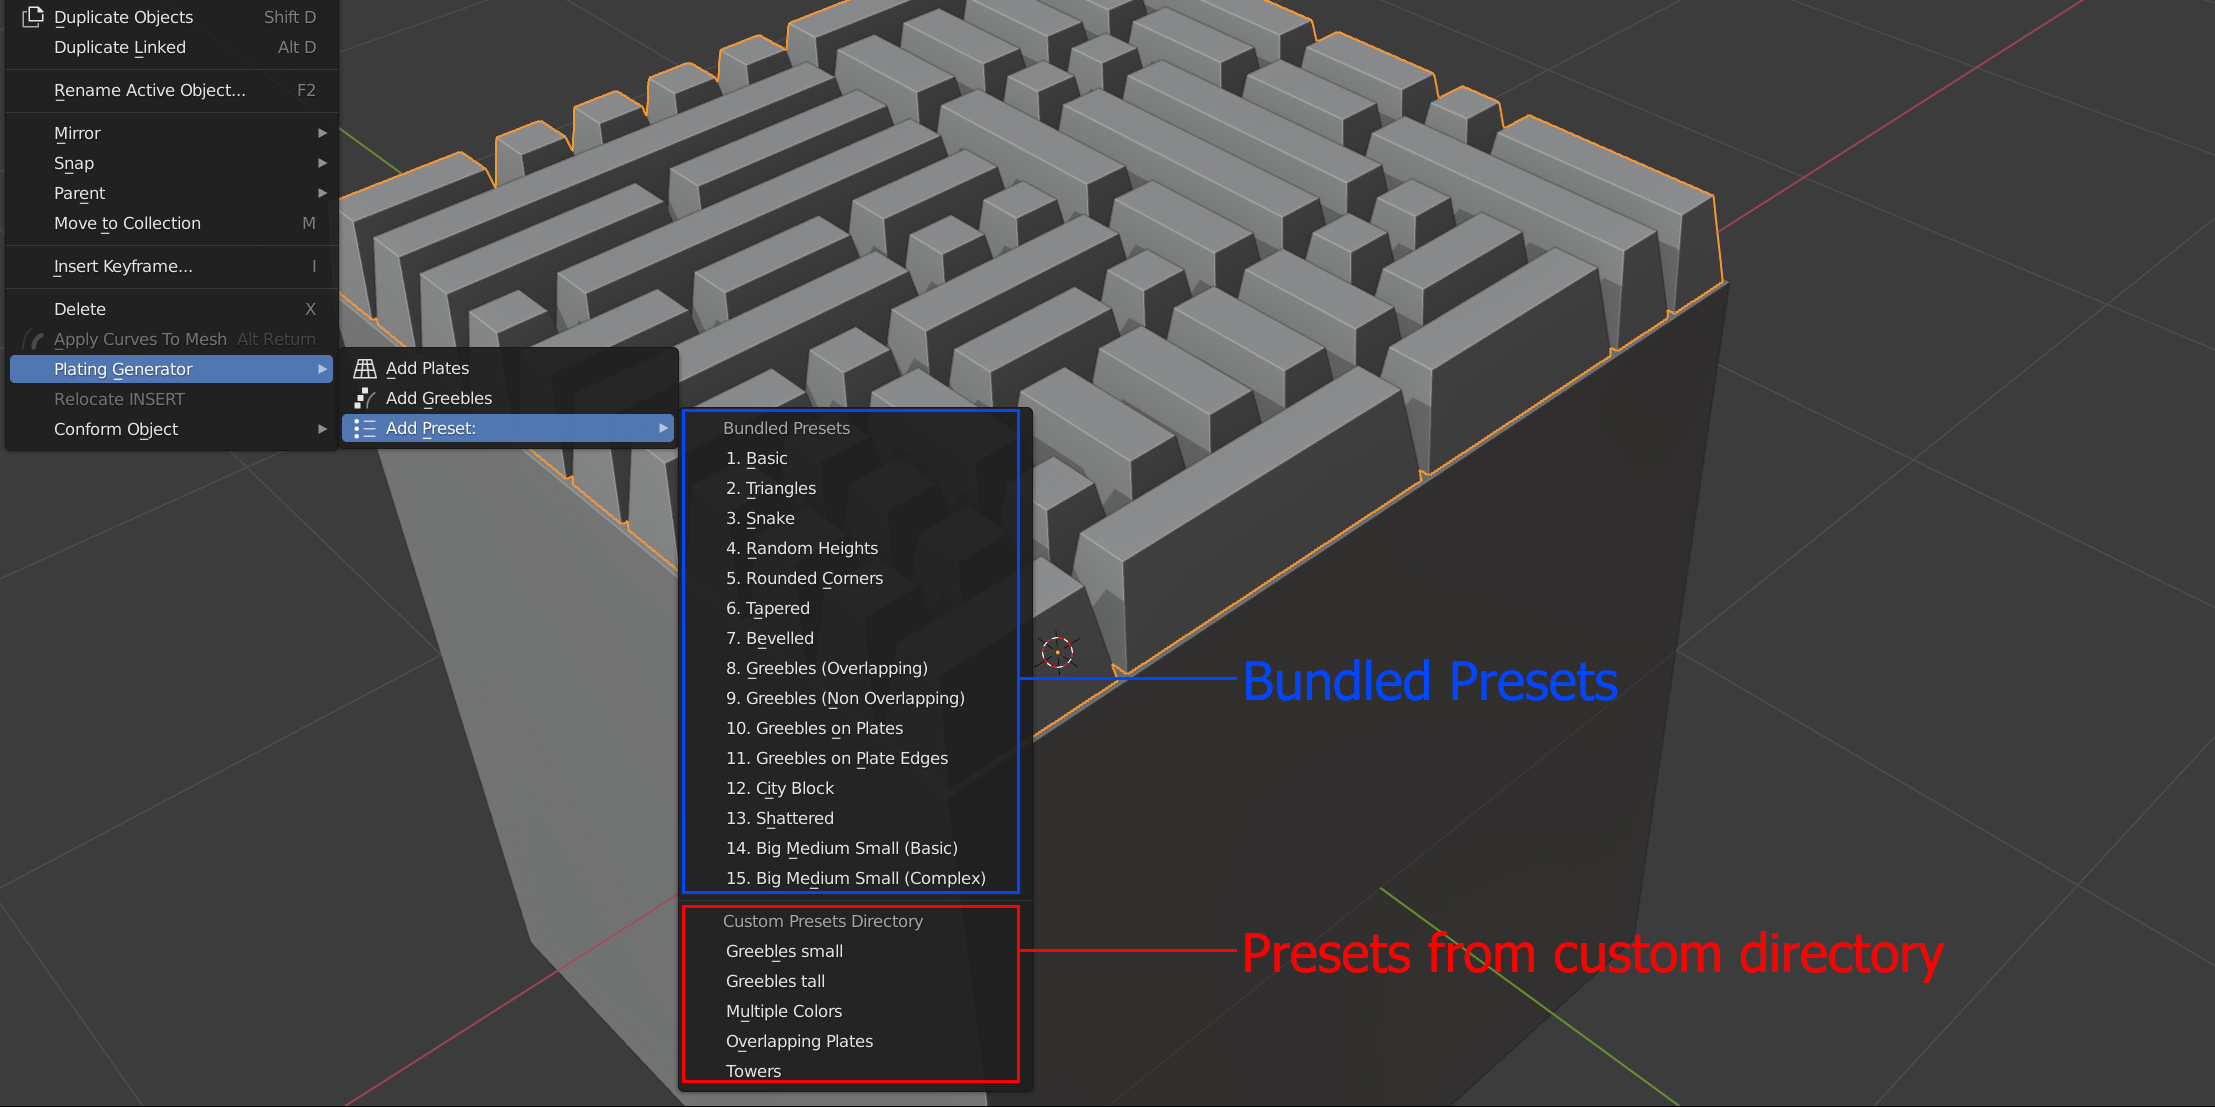 Duplicate Objects Shift D
Duplicate Linked Alt D
Rename Active Object... F2
Mirror
Snap
Parent
Move to Collection M
Insert Keyframe... I
Delete X
Apply Curves To Mesh Alt Return
Plating Generator
Relocate INSERT
Conform Object
Add Plates
Add Greebles
Add Preset:
Bundled Presets
1. Basic
2. Triangles
3. Snake
4. Random Heights
5. Rounded Corners
6. Tapered
7. Bevelled
8. Greebles (Overlapping)
9. Greebles (Non Overlapping)
10. Greebles on Plates
11. Greebles on Plate Edges
12. City Block
13. Shattered
14. Big Medium Small (Basic)
15. Big Medium Small (Complex)
Custom Presets Directory
Greebles small
Greebles tall
Multiple Colors
Overlapping Plates
Towers
Bundled Presets
Presets from custom directory